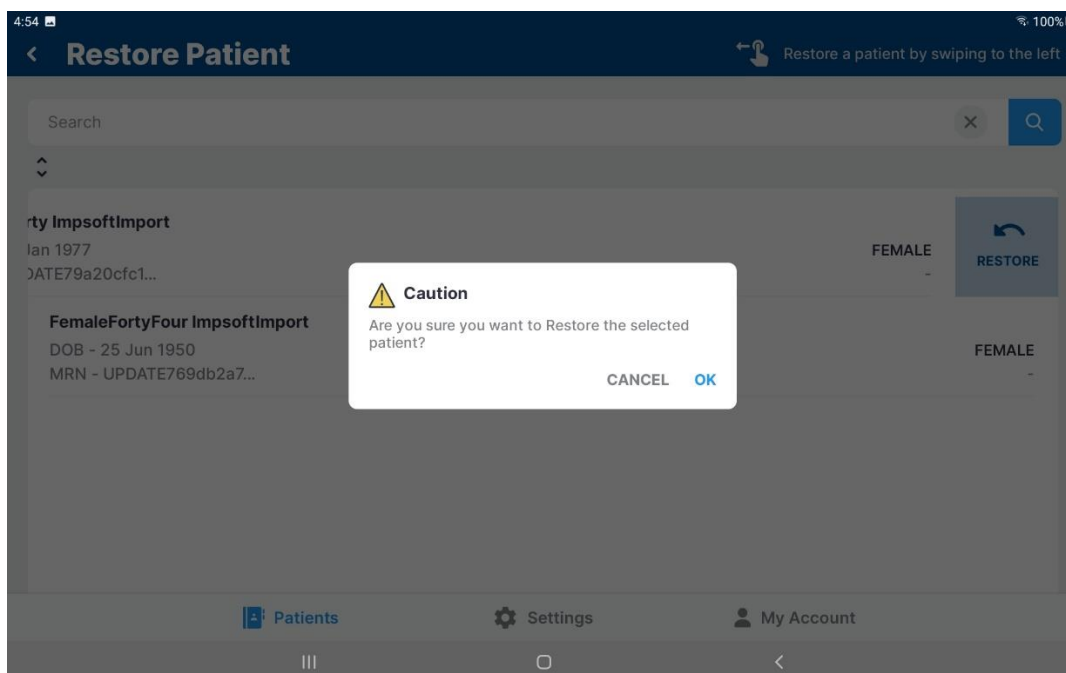 4:54
100%
Restore Patient
Restore a patient by swiping to the left
Search
rty ImpsoftImport
Jan 1977
FEMALE
DATE79a20cfc1...
-
RESTORE
Caution
Are you sure you want to Restore the selected
patient?
CANCEL OK
FemaleFortyFour ImpsoftImport
DOB - 25 Jun 1950
FEMALE
MRN - UPDATE769db2a7...
-
Patients
Settings
My Account